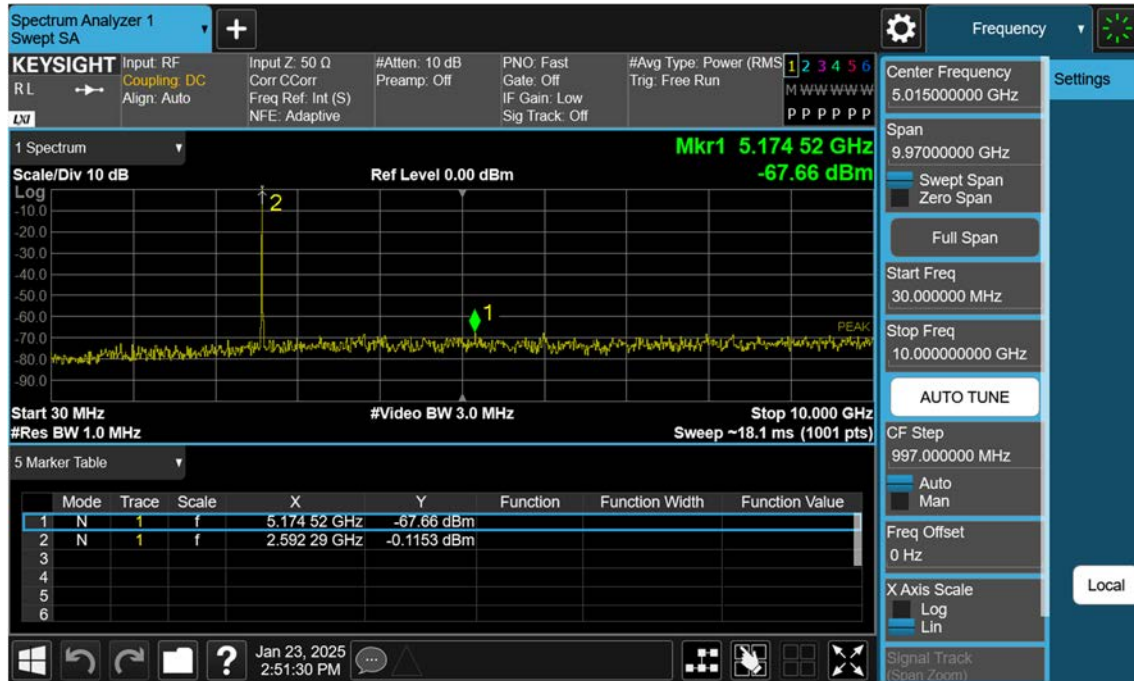 Spectrum Analyzer 1
Swept SA
+
Frequency
KEYSIGHT
RL
LXI
Input: RF
Coupling: DC
Align: Auto
Input Z: 50 Ω
Corr CCorr
Freq Ref: Int (S)
NFE: Adaptive
#Atten: 10 dB
Preamp: Off
PNO: Fast
Gate: Off
IF Gain: Low
Sig Track: Off
#Avg Type: Power (RMS
Trig: Free Run
1 2 3 4 5 6
M W W W W W
P P P P P P
1 Spectrum
Mkr1 5.174 52 GHz
-67.66 dBm
Scale/Div 10 dB
Ref Level 0.00 dBm
Log
-10.0
-20.0
-30.0
-40.0
-50.0
-60.0
-70.0
-80.0
-90.0
2
1
PEAK
Start 30 MHz
#Video BW 3.0 MHz
Stop 10.000 GHz
#Res BW 1.0 MHz
Sweep ~18.1 ms (1001 pts)
5 Marker Table
Mode Trace Scale X Y Function Function Width Function Value
1 N 1 f 5.174 52 GHz -67.66 dBm
2 N 1 f 2.592 29 GHz -0.1153 dBm
3
4
5
6
Center Frequency
5.015000000 GHz
Settings
Span
9.97000000 GHz
Swept Span
Zero Span
Full Span
Start Freq
30.000000 MHz
Stop Freq
10.000000000 GHz
AUTO TUNE
CF Step
997.000000 MHz
Auto
Man
Freq Offset
0 Hz
X Axis Scale
Log
Lin
Local
Signal Track
(Span Zoom)
?
Jan 23, 2025
2:51:30 PM